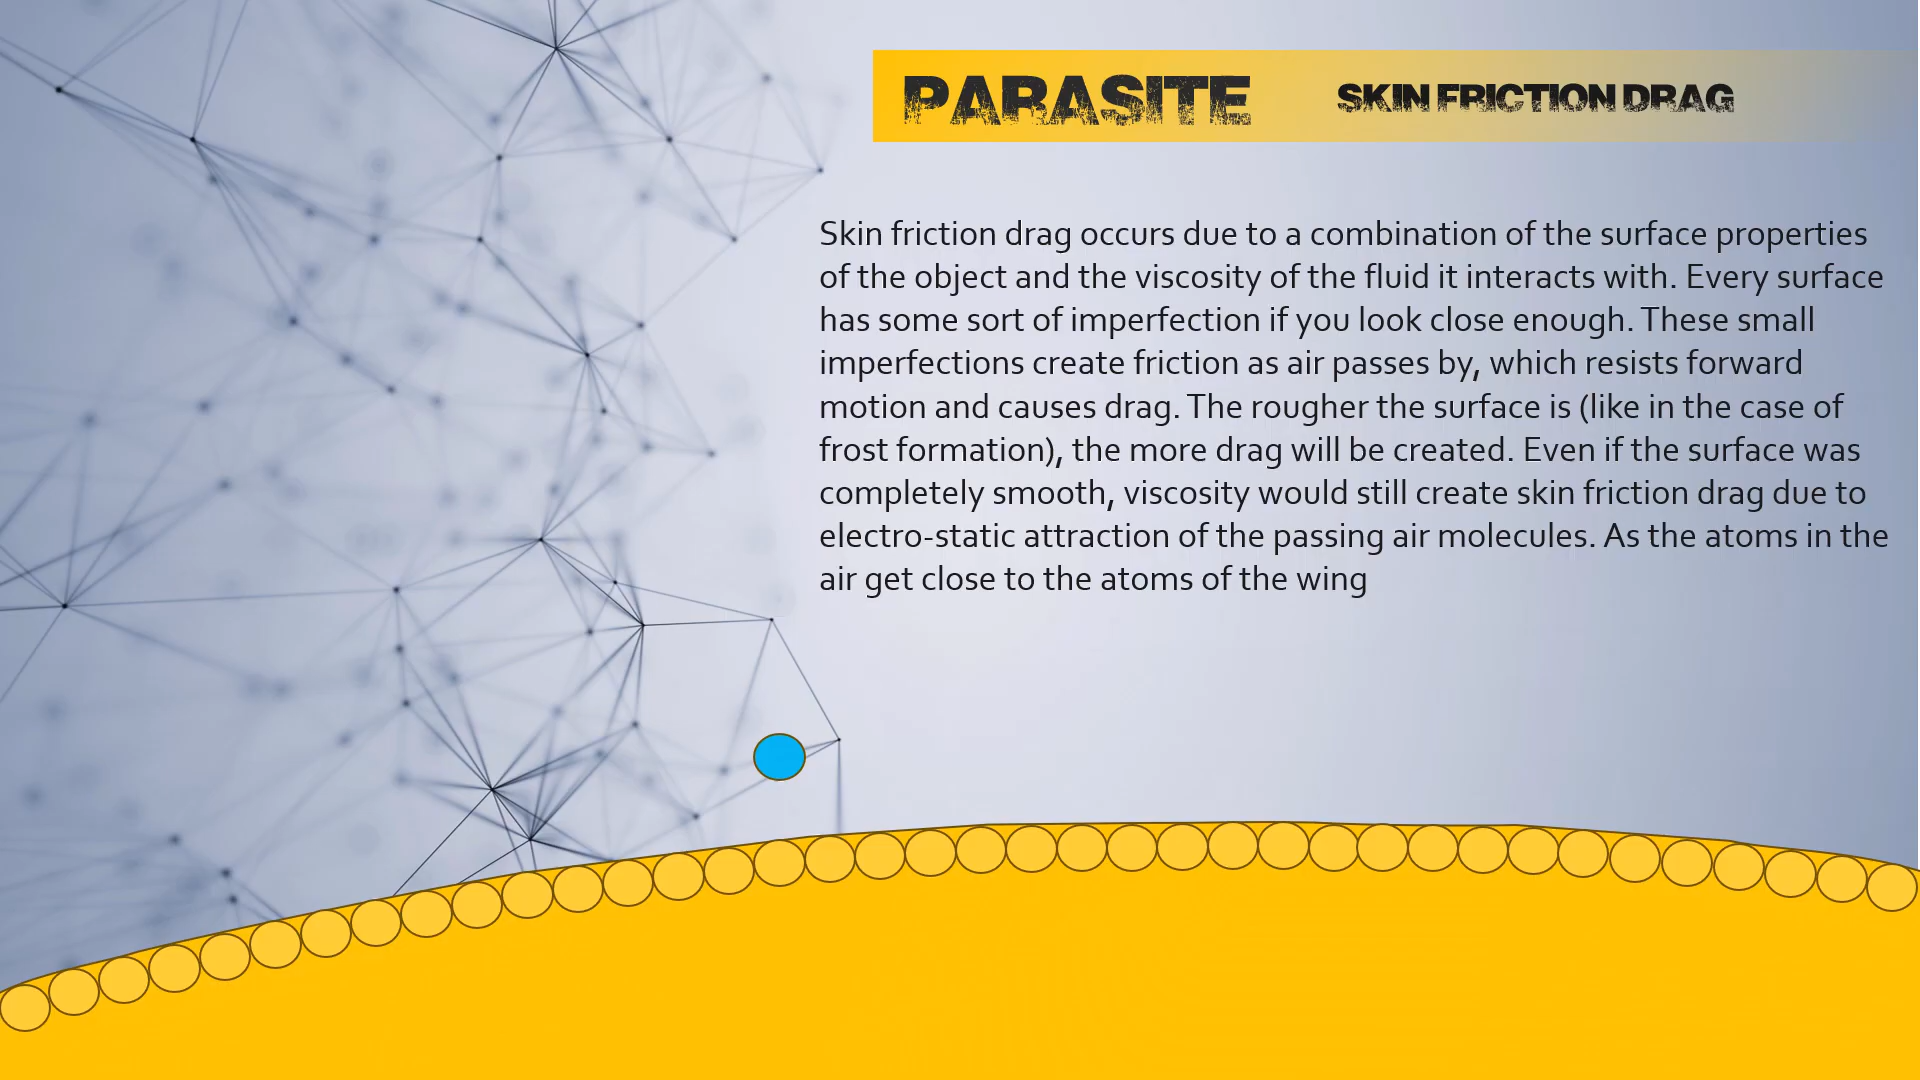 PARASITE SKIN FRICTION DRAG
Skin friction drag occurs due to a combination of the surface properties
of the object and the viscosity of the fluid it interacts with. Every surface
has some sort of imperfection if you look close enough. These small
imperfections create friction as air passes by, which resists forward
motion and causes drag. The rougher the surface is (like in the case of
frost formation), the more drag will be created. Even if the surface was
completely smooth, viscosity would still create skin friction drag due to
electro-static attraction of the passing air molecules. As the atoms in the
air get close to the atoms of the wing